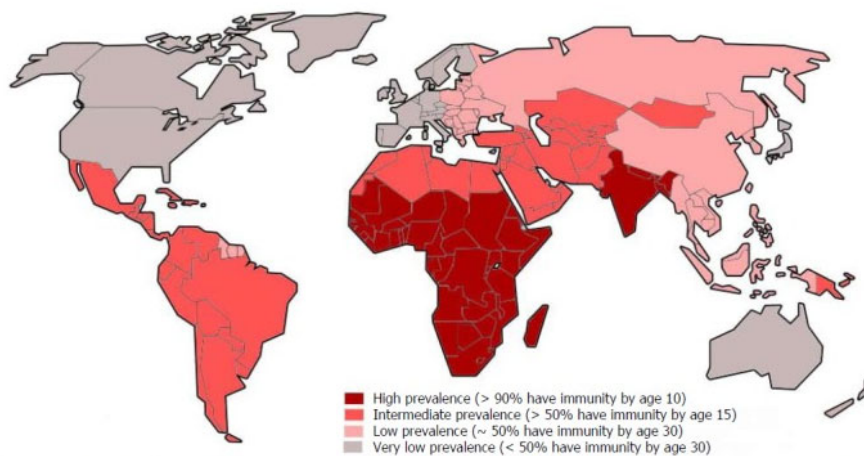 High prevalence (> 90% have immunity by age 10)
Intermediate prevalence (> 50% have immunity by age 15)
Low prevalence (~ 50% have immunity by age 30)
Very low prevalence (< 50% have immunity by age 30)